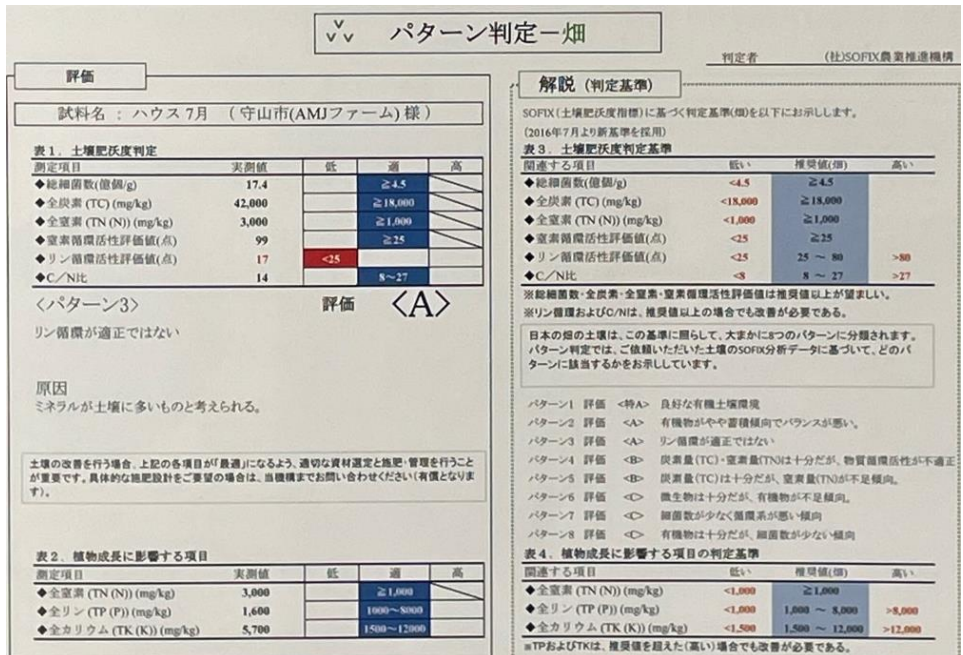 パターン判定－畑
判定者 (社)SOFIX農業推進機構
評価
試料名 : ハウス 7月 (守山市(AMJファーム) 様)
表1. 土壌肥沃度判定
測定項目 実測値 低 適 高
◆総細菌数(億個/g) 17.4 ≧4.5
◆全炭素 (TC) (mg/kg) 42,000 ≧18,000
◆全窒素 (TN (N)) (mg/kg) 3,000 ≧1,000
◆窒素循環活性評価値(点) 99 ≧25
◆リン循環活性評価値(点) 17 <25
◆C/N比 14 8~27
〈パターン3〉 評価 〈A〉
リン循環が適正ではない
原因
ミネラルが土壌に多いものと考えられる。
土壌の改善を行う場合、上記の各項目が「最適」になるよう、適切な資材選定と施肥・管理を行うこと
が重要です。具体的な施肥設計をご要望の場合は、当機構までお問い合わせください(有償となりま
す)。
表2. 植物成長に影響する項目
測定項目 実測値 低 適 高
◆全窒素 (TN (N)) (mg/kg) 3,000 ≧1,000
◆全リン (TP (P)) (mg/kg) 1,600 1000~8000
◆全カリウム (TK (K)) (mg/kg) 5,700 1500~12000
解説 (判定基準)
SOFIX(土壌肥沃度指標)に基づく判定基準(畑)を以下にお示しします。
(2016年7月より新基準を採用)
表3. 土壌肥沃度判定基準
関連する項目 低い 推奨値(畑) 高い
◆総細菌数(億個/g) <4.5 ≧4.5
◆全炭素 (TC) (mg/kg) <18,000 ≧18,000
◆全窒素 (TN (N)) (mg/kg) <1,000 ≧1,000
◆窒素循環活性評価値(点) <25 ≧25
◆リン循環活性評価値(点) <25 25 ~ 80 >80
◆C/N比 <8 8 ~ 27 >27
※総細菌数・全炭素・全窒素・窒素循環活性評価値は推奨値以上が望ましい。
※リン循環およびC/Nは、推奨値以上の場合でも改善が必要である。
日本の畑の土壌は、この基準に照らして、大まかに8つのパターンに分類されます。
パターン判定では、ご依頼いただいた土壌のSOFIX分析データに基づいて、どのパ
ターンに該当するかをお示ししています。
パターン1 評価 <特A> 良好な有機土壌環境
パターン2 評価 <A> 有機物がやや蓄積傾向でバランスが悪い。
パターン3 評価 <A> リン循環が適正ではない
パターン4 評価 <B> 炭素量(TC)・窒素量(TN)は十分だが、物質循環活性が不適正
パターン5 評価 <B> 炭素量(TC)は十分だが、窒素量(TN)が不足傾向。
パターン6 評価 <C> 微生物は十分だが、有機物が不足傾向。
パターン7 評価 <C> 細菌数が少なく循環系が悪い傾向
パターン8 評価 <C> 有機物は十分だが、細菌数が少ない傾向
表4. 植物成長に影響する項目の判定基準
関連する項目 低い 推奨値(畑) 高い
◆全窒素 (TN (N)) (mg/kg) <1,000 ≧1,000
◆全リン (TP (P)) (mg/kg) <1,000 1,000 ~ 8,000 >8,000
◆全カリウム (TK (K)) (mg/kg) <1,500 1,500 ~ 12,000 >12,000
※TPおよびTKは、推奨値を超えた(高い)場合でも改善が必要である。